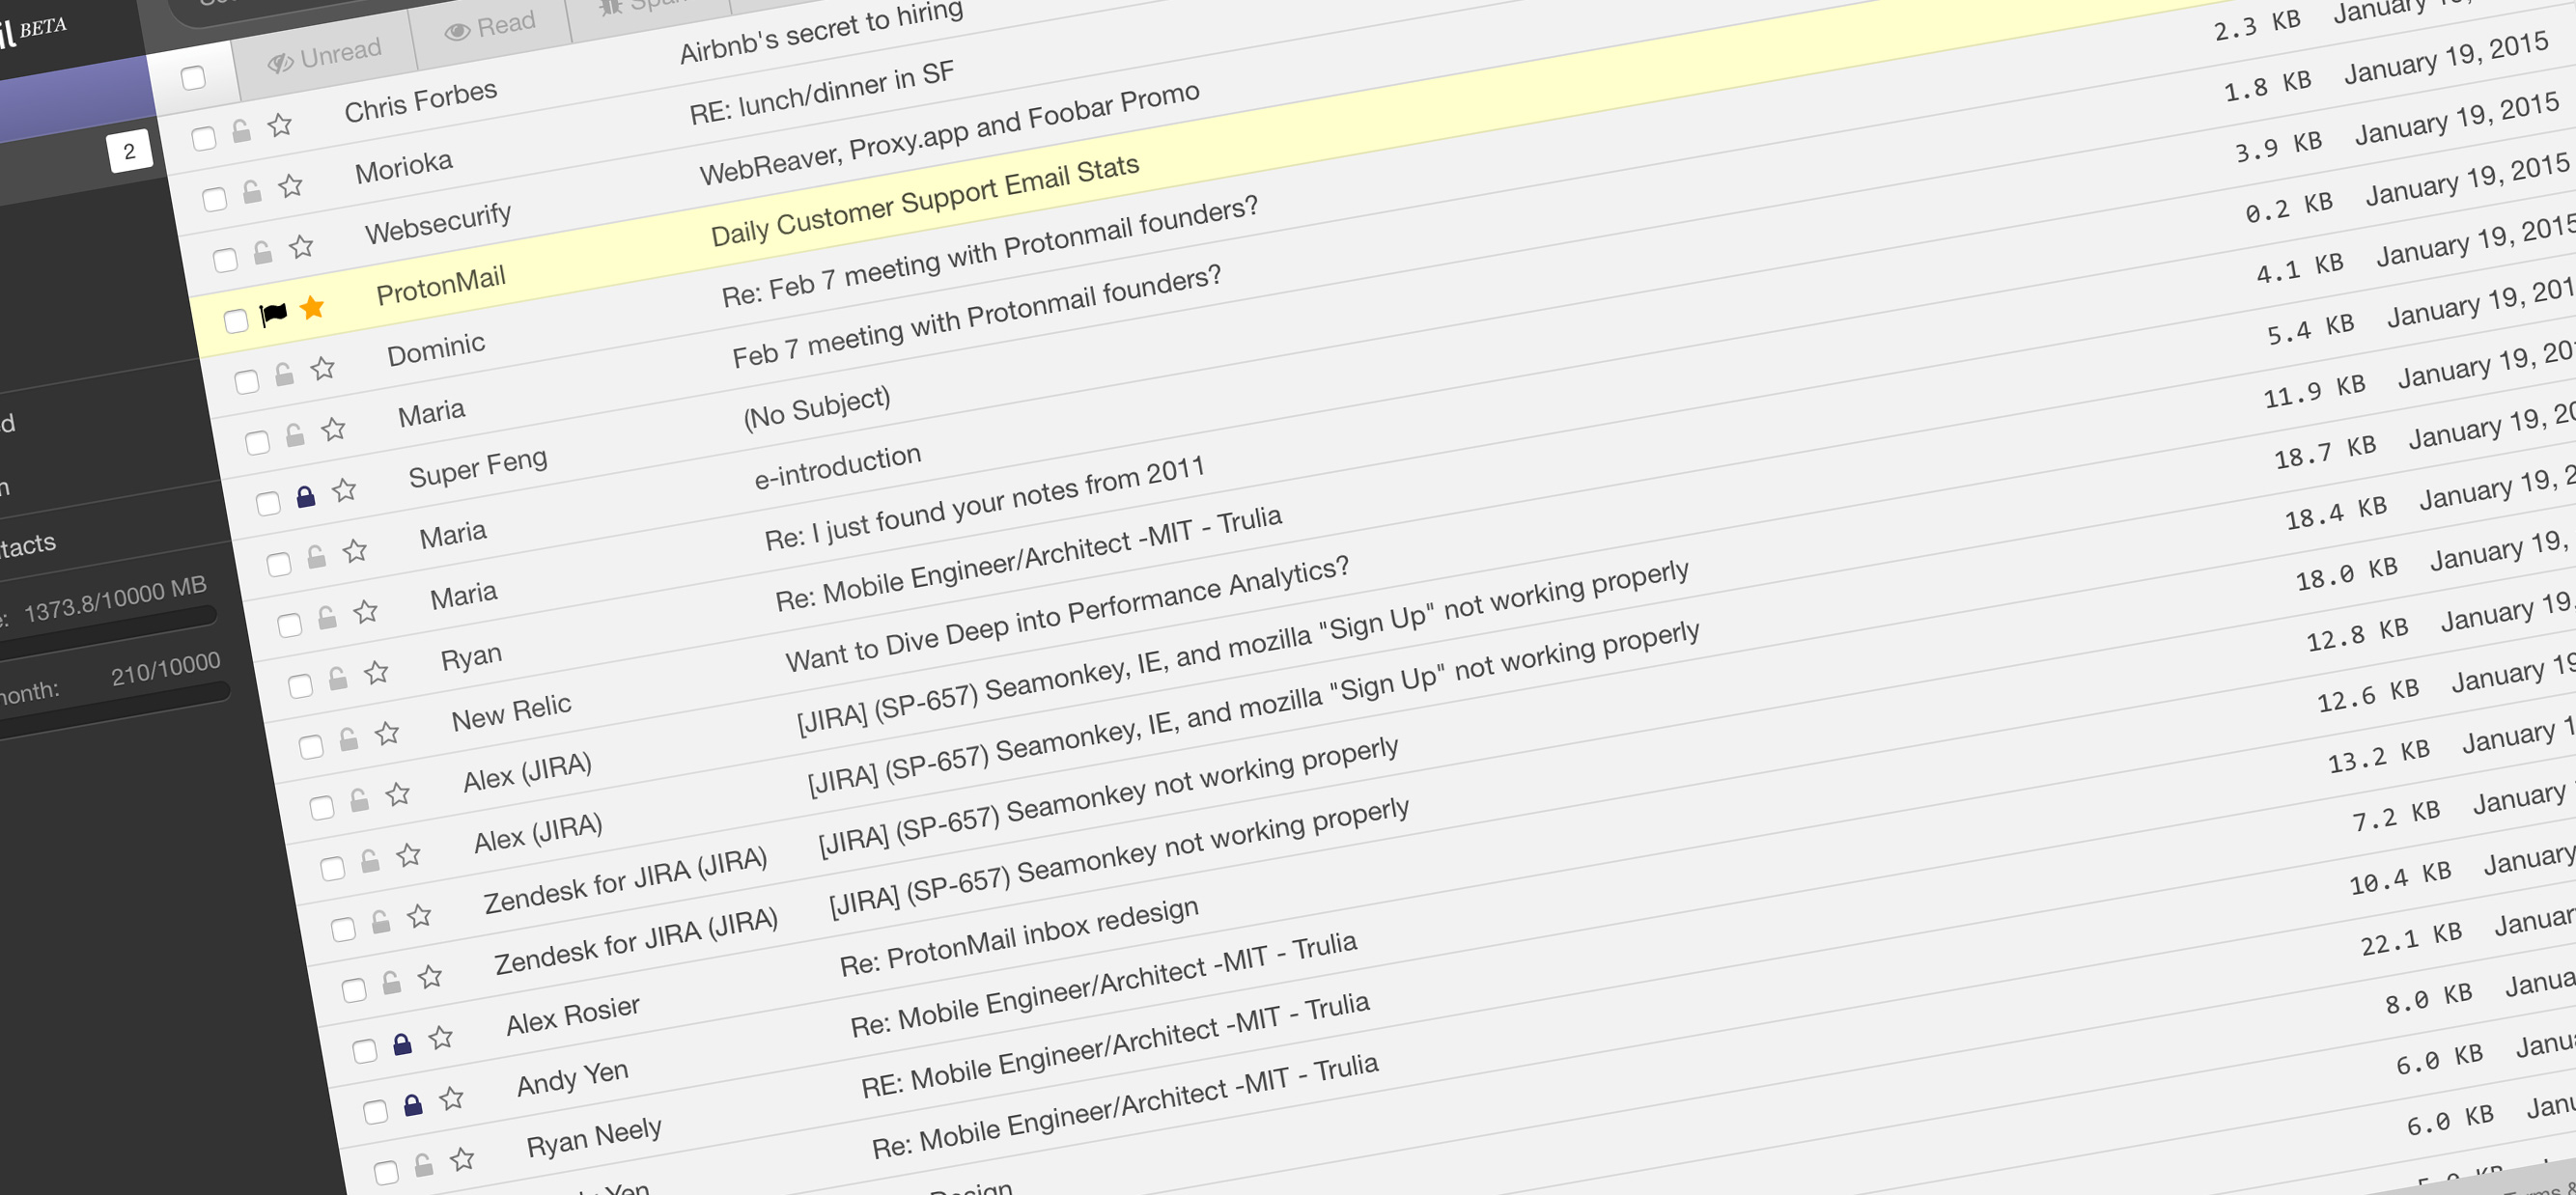 BETA
Unread Read
2
Chris Forbes Airbnb's secret to hiring
Morioka RE: lunch/dinner in SF
Websecurify WebReaver, Proxy.app and Foobar Promo
ProtonMail Daily Customer Support Email Stats
Dominic Re: Feb 7 meeting with Protonmail founders? 2.3 KB January
Maria Feb 7 meeting with Protonmail founders? 1.8 KB January 19, 2015
Super Feng (No Subject) 3.9 KB January 19, 2015
Maria e-introduction 0.2 KB January 19, 2015
Maria Re: I just found your notes from 2011 4.1 KB January 19, 2015
Ryan Re: Mobile Engineer/Architect -MIT - Trulia 5.4 KB January 19, 201
New Relic Want to Dive Deep into Performance Analytics? 11.9 KB January 19, 20
Alex (JIRA) [JIRA] (SP-657) Seamonkey, IE, and mozilla "Sign Up" not working properly 18.7 KB January 19, 20
Alex (JIRA) [JIRA] (SP-657) Seamonkey, IE, and mozilla "Sign Up" not working properly 18.4 KB January 19, 2
Zendesk for JIRA (JIRA) [JIRA] (SP-657) Seamonkey not working properly 18.0 KB January 19,
Zendesk for JIRA (JIRA) [JIRA] (SP-657) Seamonkey not working properly 12.8 KB January 19,
Alex Rosier Re: ProtonMail inbox redesign 12.6 KB January 19
Andy Yen Re: Mobile Engineer/Architect -MIT - Trulia 13.2 KB January 1
Ryan Neely RE: Mobile Engineer/Architect -MIT - Trulia 7.2 KB January
Yen Re: Mobile Engineer/Architect -MIT - Trulia 10.4 KB January
Design 22.1 KB Januar
8.0 KB Janua
6.0 KB Janu
6.0 KB Janu
tacts
1373.8/10000 MB
onth: 210/10000